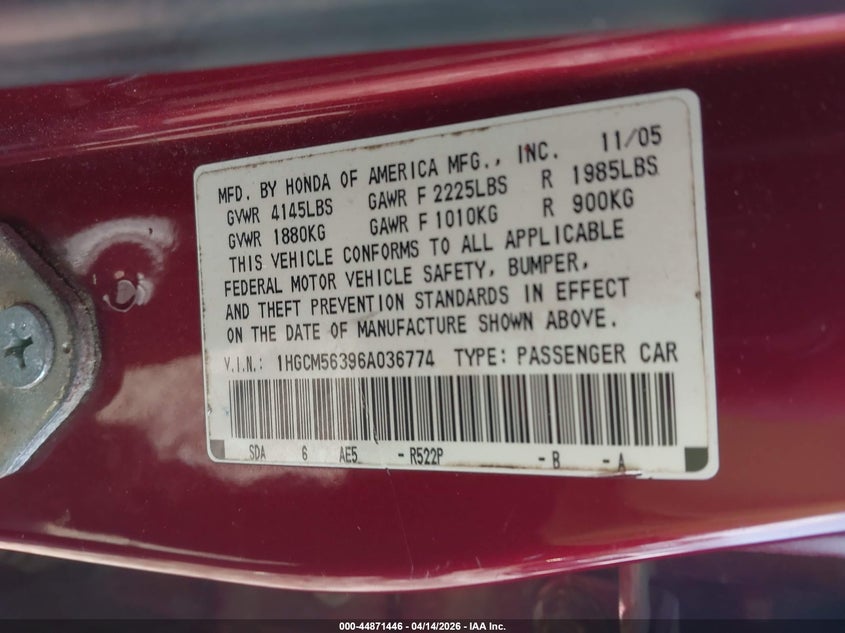 MFD. BY HONDA OF AMERICA MFG., INC. 11/05
GVWR 4145LBS GAWR F 2225LBS R 1985LBS
GVWR 1880KG GAWR F 1010KG R 900KG
THIS VEHICLE CONFORMS TO ALL APPLICABLE
FEDERAL MOTOR VEHICLE SAFETY, BUMPER,
AND THEFT PREVENTION STANDARDS IN EFFECT
ON THE DATE OF MANUFACTURE SHOWN ABOVE.
V.I.N.: 1HGCM56396A036774 TYPE: PASSENGER CAR
SDA 6 AE5 - R522P - B - A
000-44871446 - 04/14/2026 - IAA Inc.